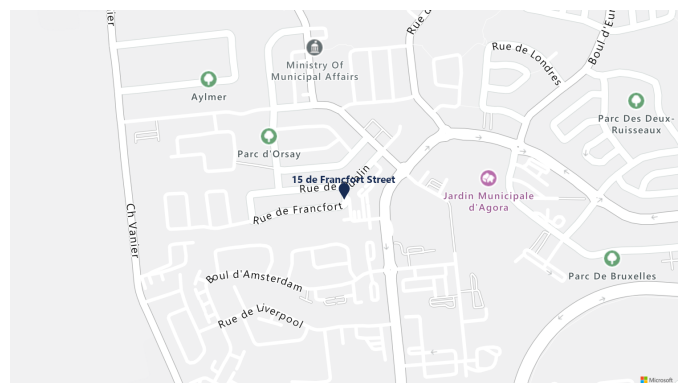 ier
Rue d
Boul d'Eur
Rue de Londres
Ministry Of
Municipal Affairs
Aylmer
Parc Des Deux-
Ruisseaux
Parc d'Orsay
15 de Francfort Street
Rue de
Jardin Municipale
d'Agora
Rue de Francfort
Ch Vanier
Parc De Bruxelles
Boul d'Amsterdam
Rue de Liverpool
Microsoft